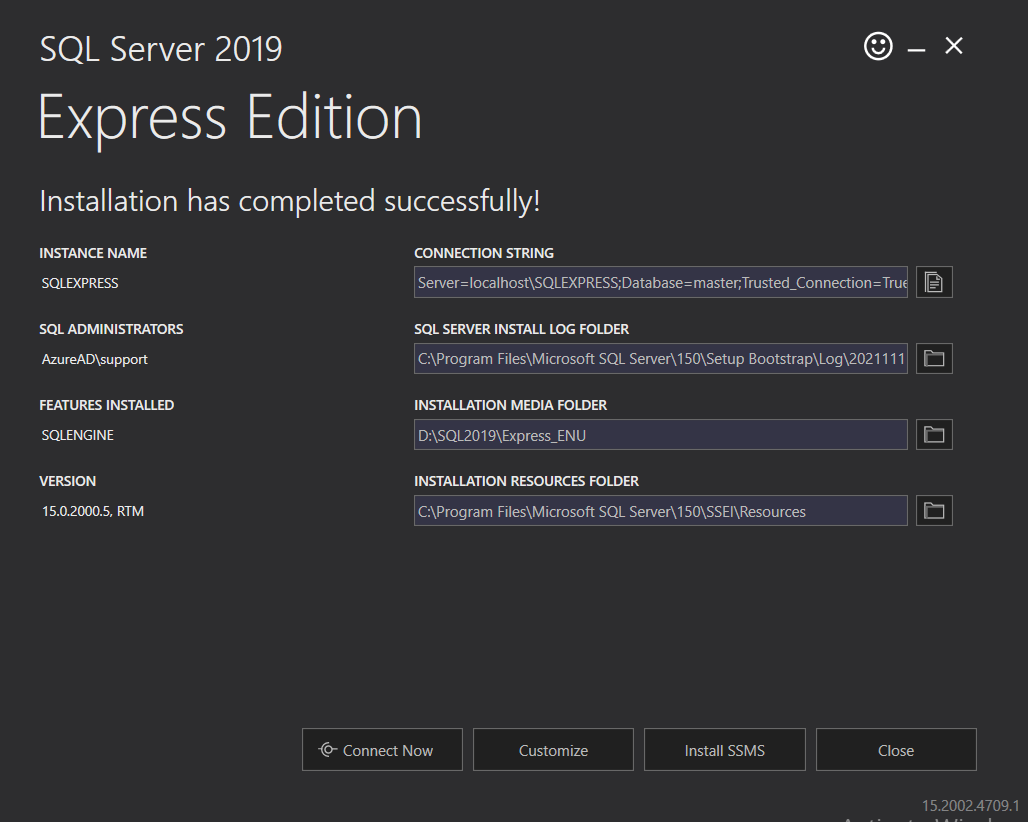 SQL Server 2019
Express Edition
Installation has completed successfully!
INSTANCE NAME
SQLEXPRESS
CONNECTION STRING
Server=localhost\SQLEXPRESS;Database=master;Trusted_Connection=True
SQL ADMINISTRATORS
AzureAD\support
SQL SERVER INSTALL LOG FOLDER
C:\Program Files\Microsoft SQL Server\150\Setup Bootstrap\Log\2021111
FEATURES INSTALLED
SQLENGINE
INSTALLATION MEDIA FOLDER
D:\SQL2019\Express_ENU
VERSION
15.0.2000.5, RTM
INSTALLATION RESOURCES FOLDER
C:\Program Files\Microsoft SQL Server\150\SSEI\Resources
Connect Now
Customize
Install SSMS
Close
15.2002.4709.1